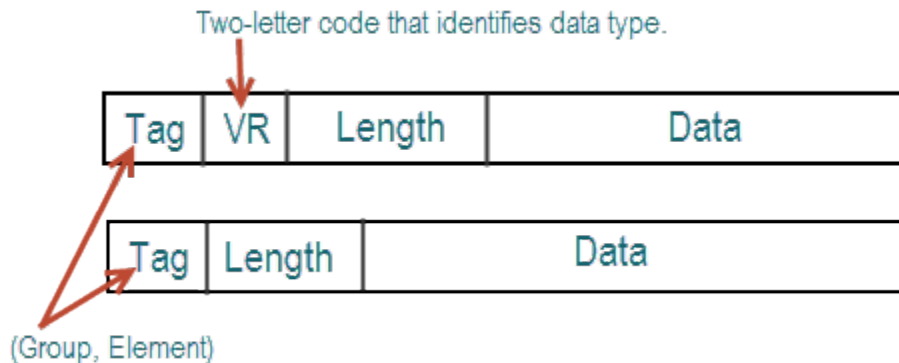 Two-letter code that identifies data type.
Tag VR Length Data
Tag Length Data
(Group, Element)